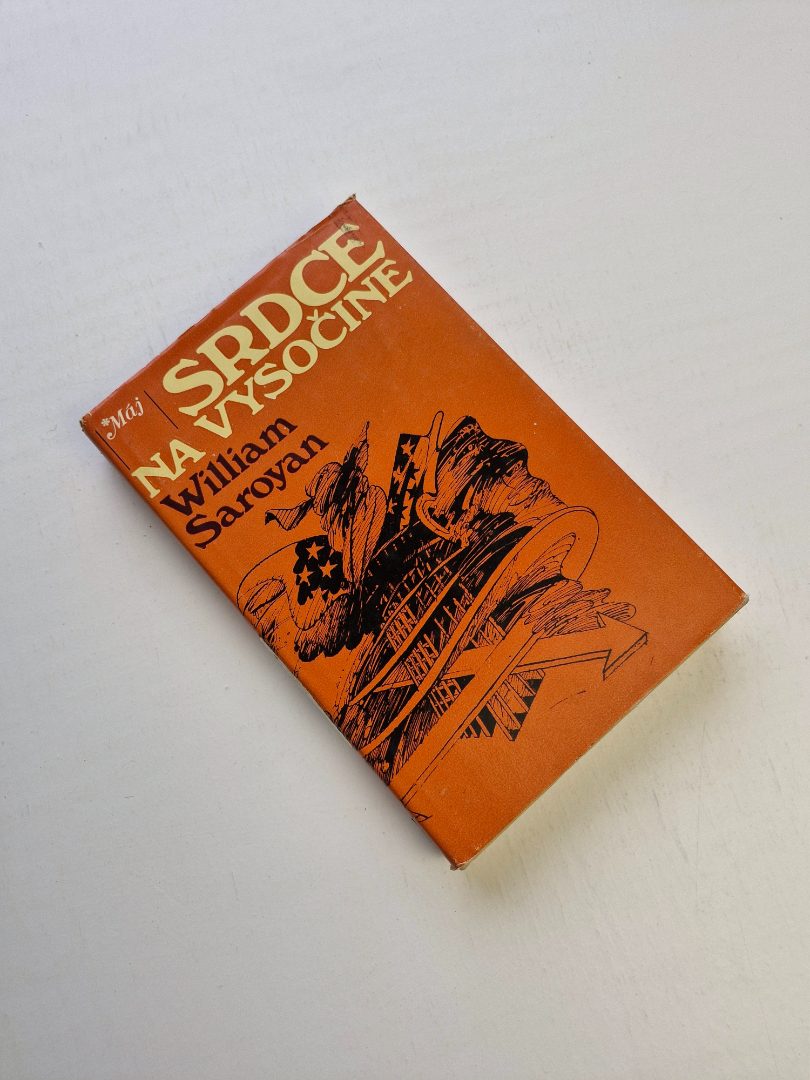 *Máj
SRDCE
NA VYSOČINĚ
William
Saroyan